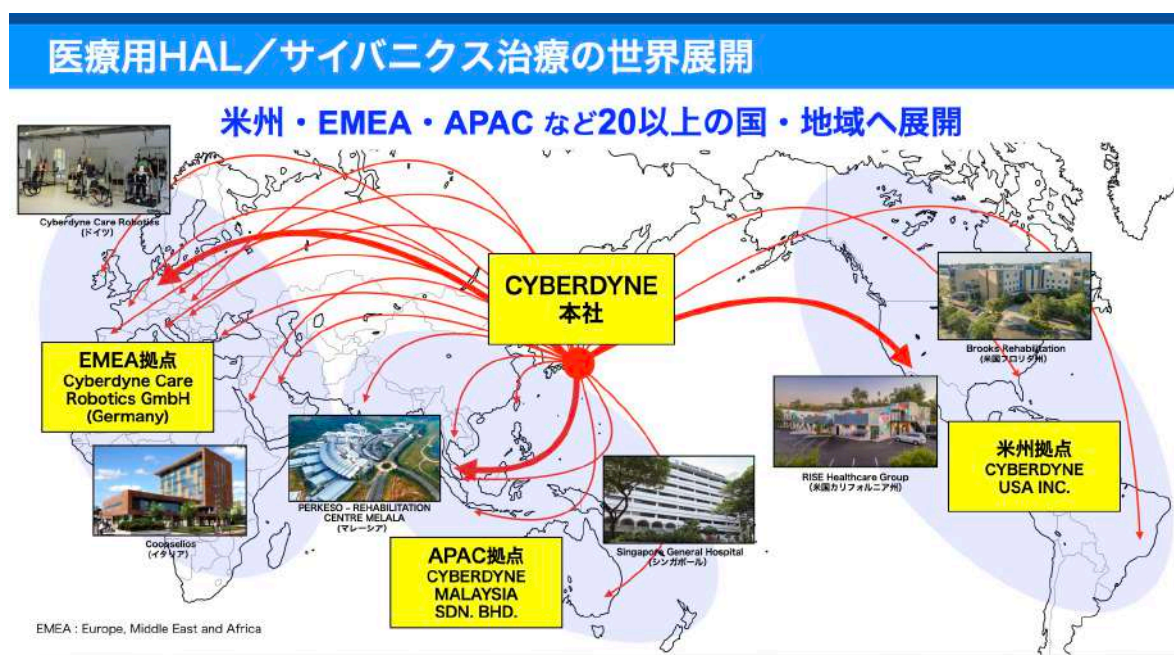 医療用HAL／サイバニクス治療の世界展開
米州・EMEA・APAC など20以上の国・地域へ展開
Cyberdyne Care Robotics
(ドイツ)
CYBERDYNE
本社
Brooks Rehabilitation
(米国フロリダ州)
EMEA拠点
Cyberdyne Care
Robotics GmbH
(Germany)
RISE Healthcare Group
(米国カリフォルニア州)
米州拠点
CYBERDYNE
USA INC.
PERKESO – REHABILITATION
CENTRE MELALA
(マレーシア)
Coopselios
(イタリア)
Singapore General Hospital
(シンガポール)
APAC拠点
CYBERDYNE
MALAYSIA
SDN. BHD.
EMEA : Europe, Middle East and Africa